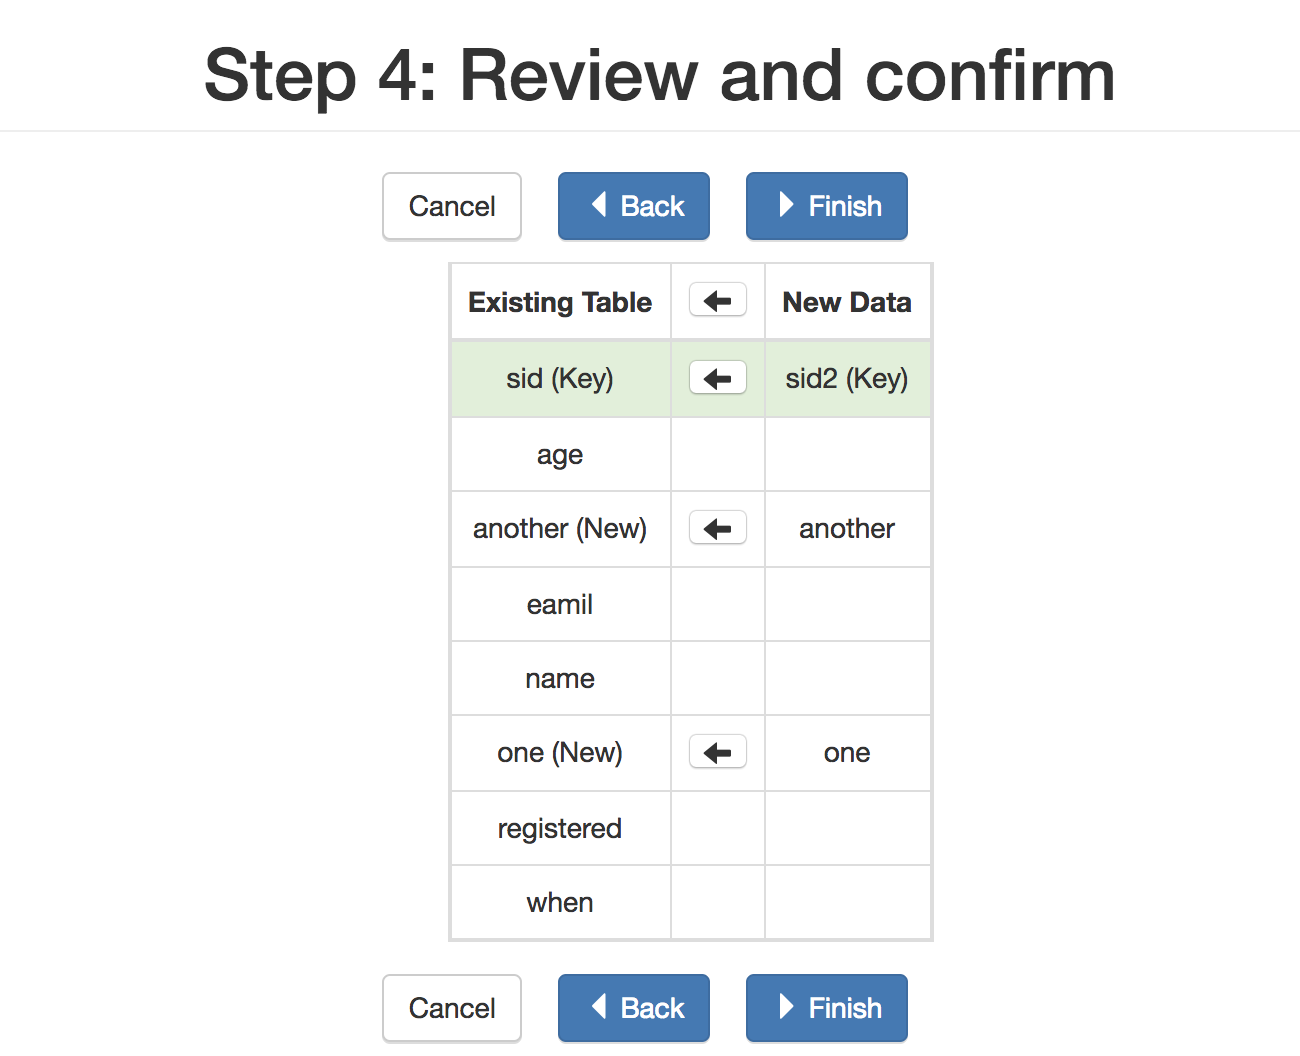 Step 4: Review and confirm
Cancel Back Finish
Existing Table New Data
sid (Key) sid2 (Key)
age
another (New) another
eamil
name
one (New) one
registered
when
Cancel Back Finish